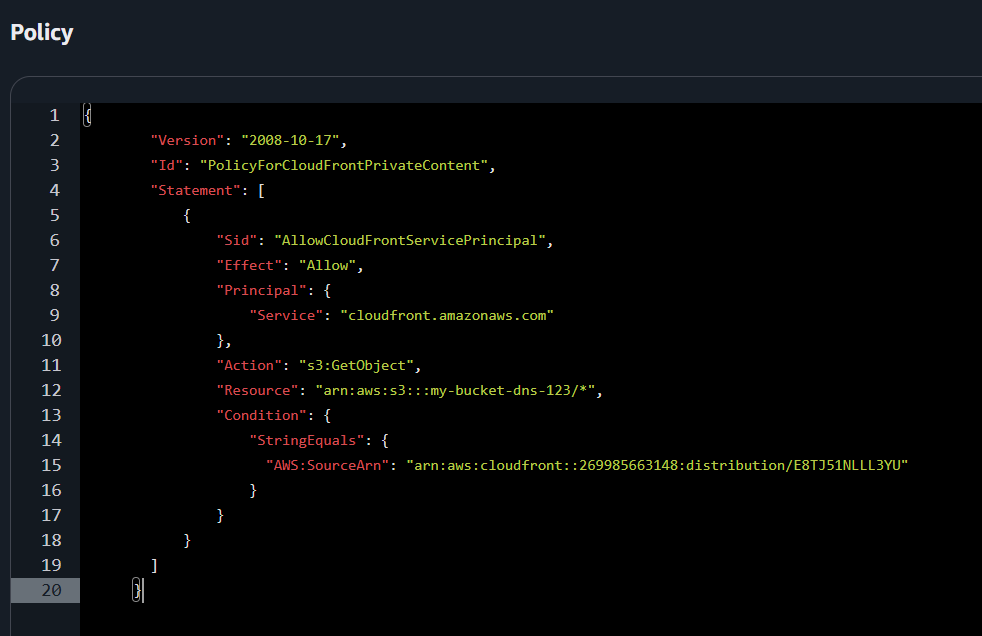 Policy
1 {
2 "Version": "2008-10-17",
3 "Id": "PolicyForCloudFrontPrivateContent",
4 "Statement": [
5 {
6 "Sid": "AllowCloudFrontServicePrincipal",
7 "Effect": "Allow",
8 "Principal": {
9 "Service": "cloudfront.amazonaws.com"
10 },
11 "Action": "s3:GetObject",
12 "Resource": "arn:aws:s3:::my-bucket-dns-123/*",
13 "Condition": {
14 "StringEquals": {
15 "AWS:SourceArn": "arn:aws:cloudfront::269985663148:distribution/E8TJ51NLLL3YU"
16 }
17 }
18 }
19 ]
20 }